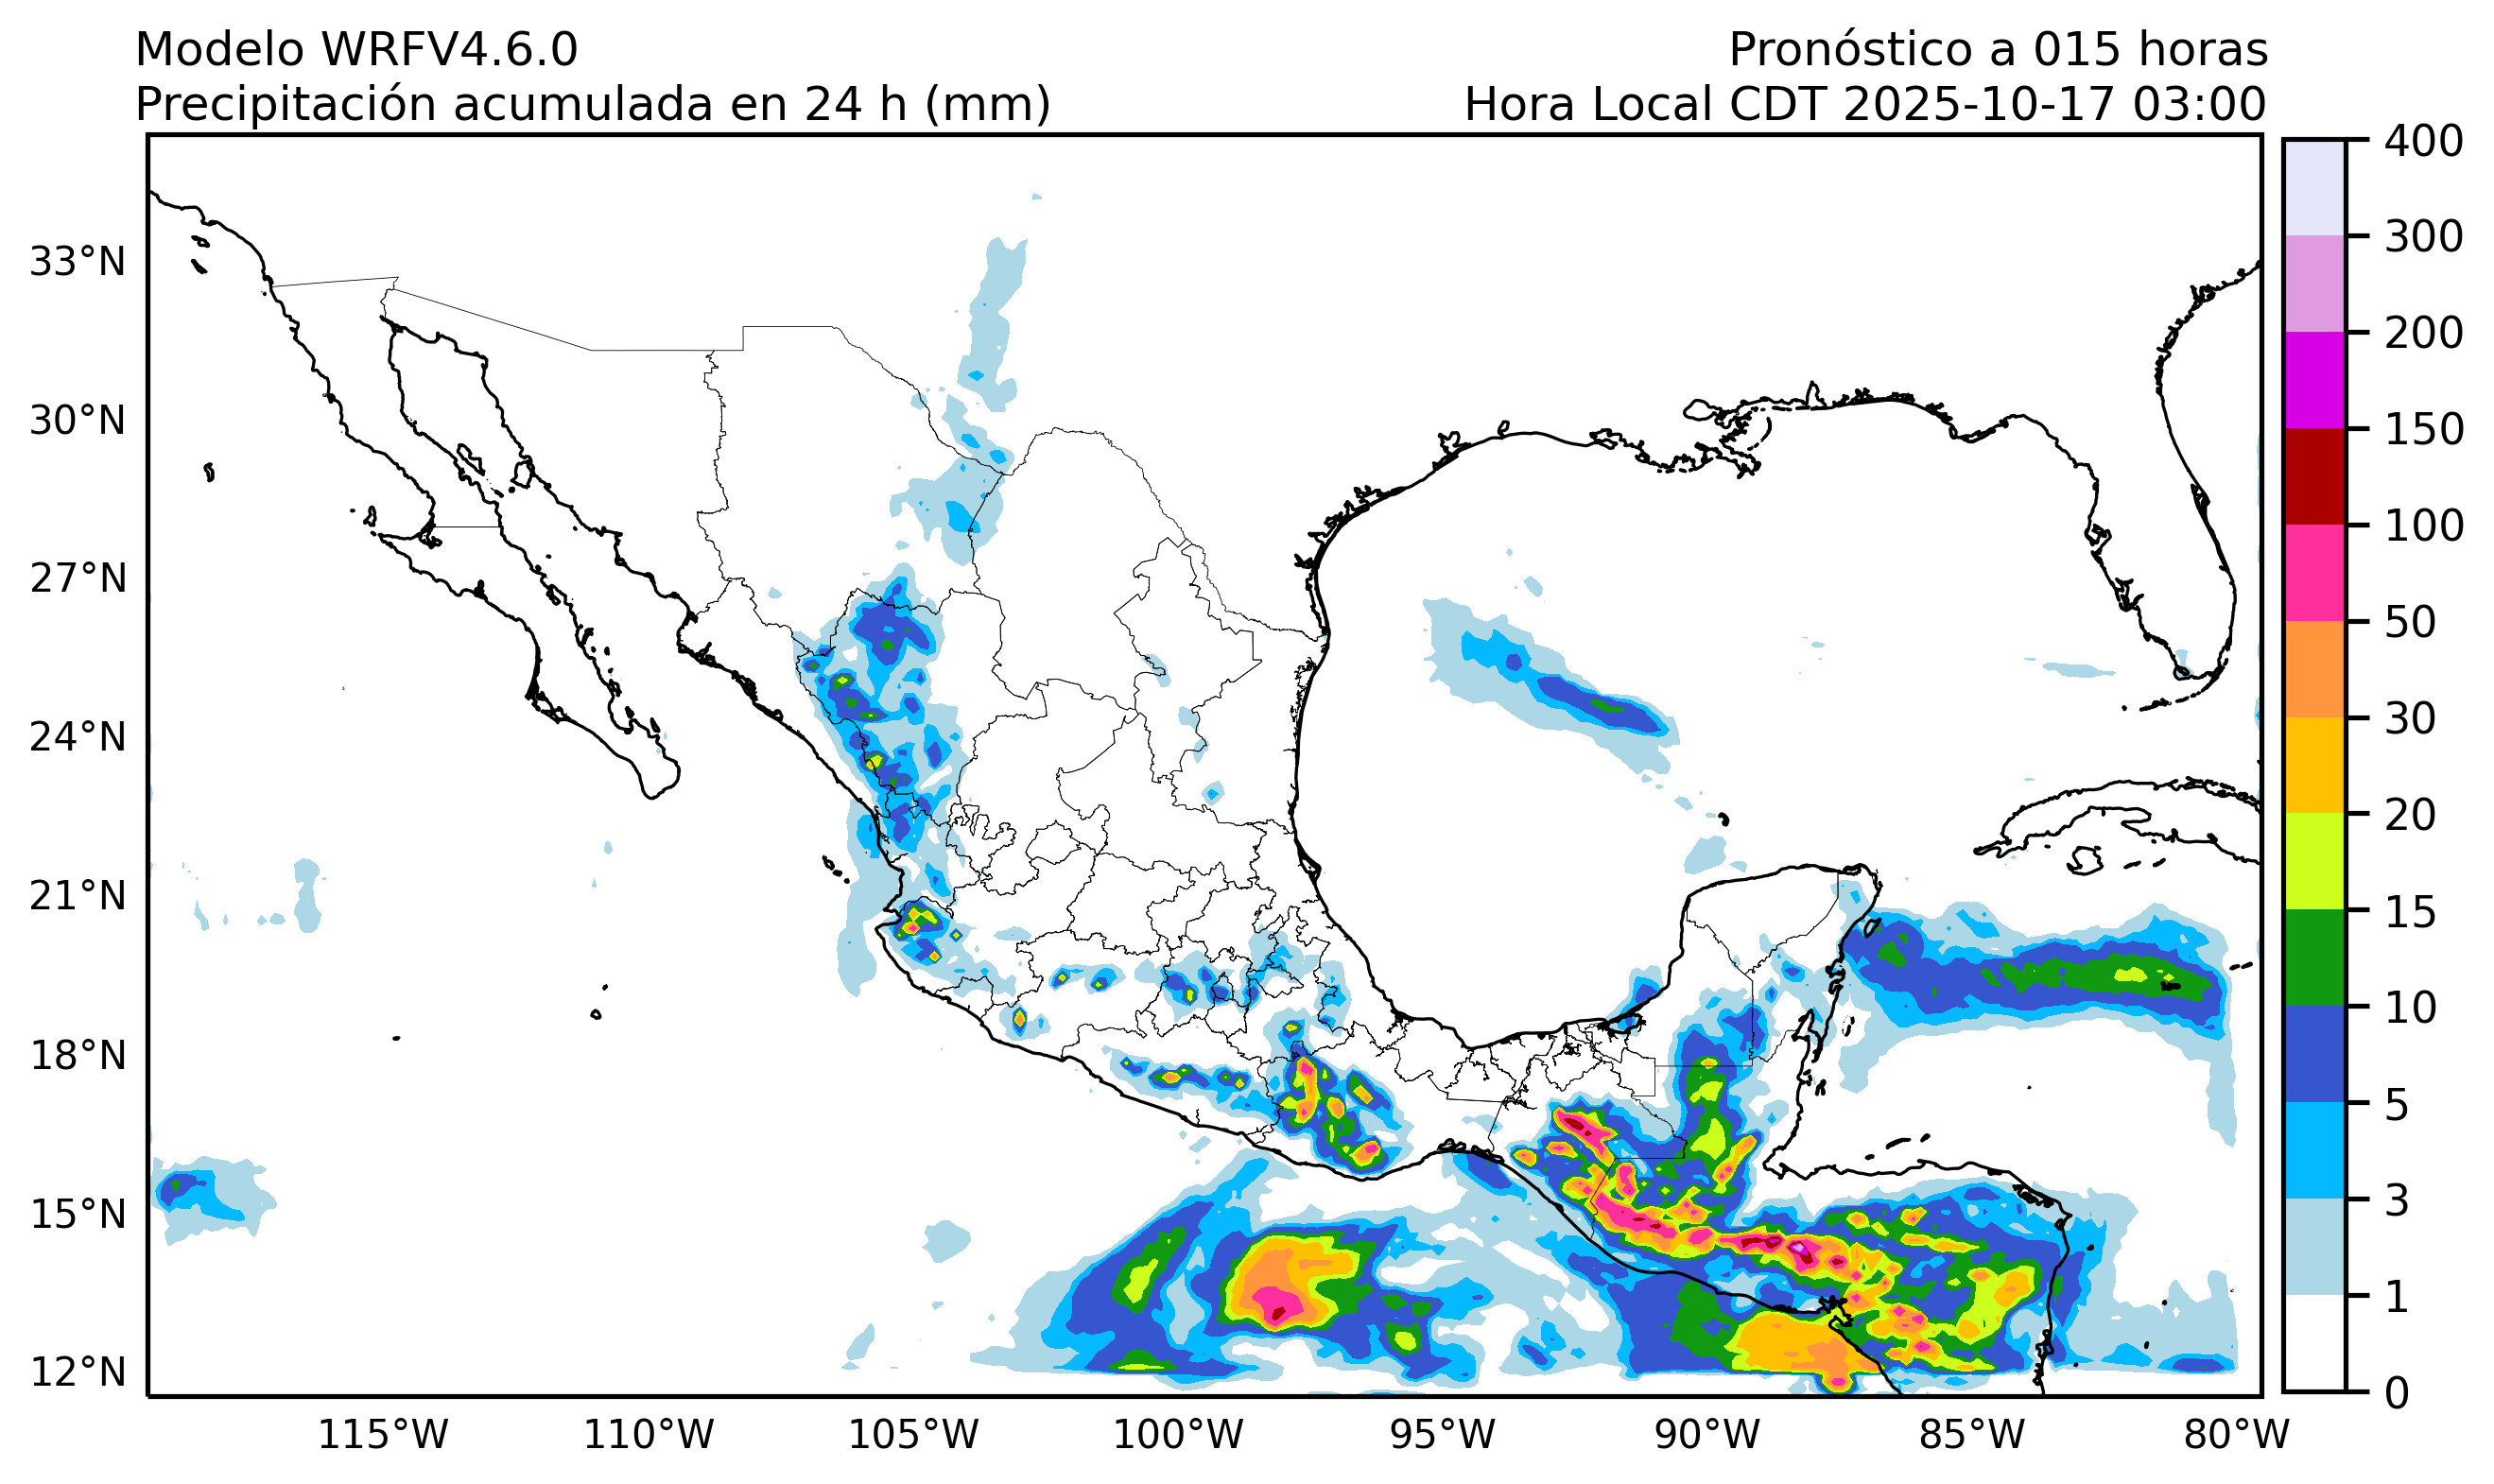 Modelo WRFV4.6.0
Pronóstico a 015 horas
Precipitación acumulada en 24 h (mm)
Hora Local CDT 2025-10-17 03:00
33°N
30°N
27°N
24°N
21°N
18°N
15°N
12°N
115°W
110°W
105°W
100°W
95°W
90°W
85°W
80°W
400
300
200
150
100
50
30
20
15
10
5
3
1
0